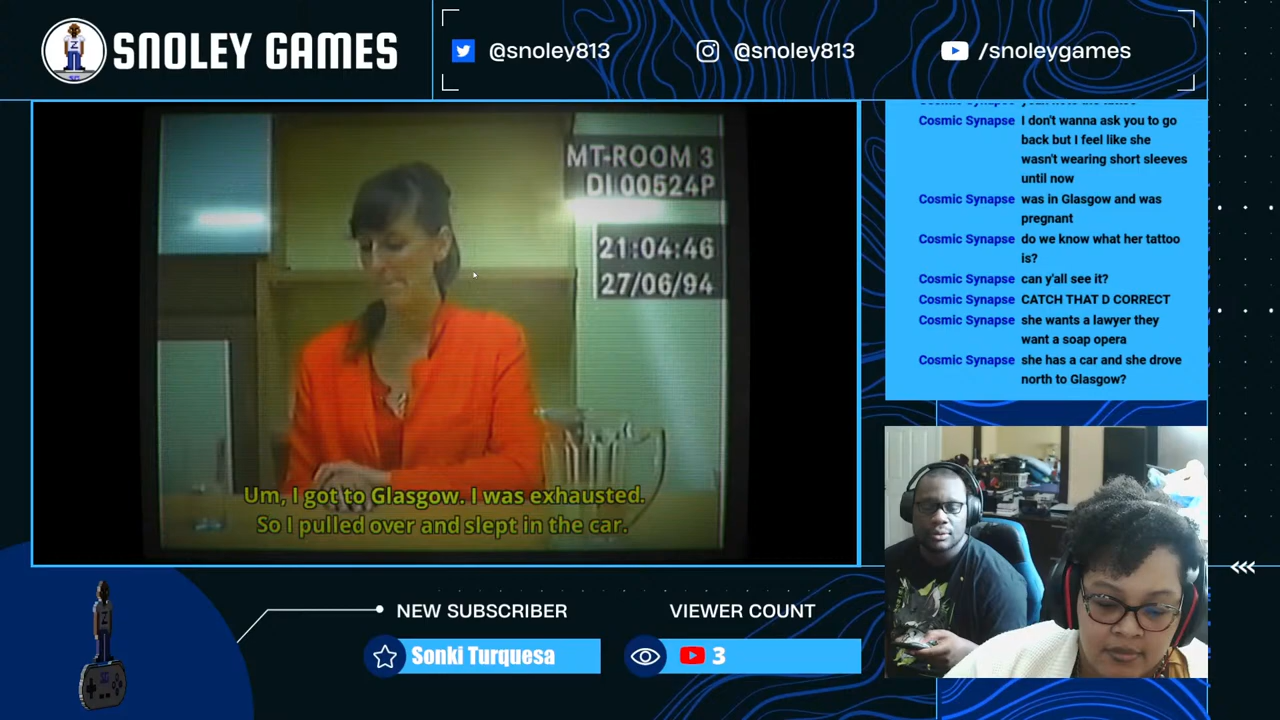 SNOLEY GAMES
@snoley813
@snoley813
/snoleygames
MT-ROOM 3
DI 00524P
21:04:46
27/06/94
Um, I got to Glasgow. I was exhausted.
So I pulled over and slept in the car.
Cosmic Synapse
Cosmic Synapse I don't wanna ask you to go
back but I feel like she
wasn't wearing short sleeves
until now
Cosmic Synapse was in Glasgow and was
pregnant
Cosmic Synapse do we know what her tattoo
is?
Cosmic Synapse can y'all see it?
Cosmic Synapse CATCH THAT D CORRECT
Cosmic Synapse she wants a lawyer they
want a soap opera
Cosmic Synapse she has a car and she drove
north to Glasgow?
NEW SUBSCRIBER
Sonki Turquesa
VIEWER COUNT
3